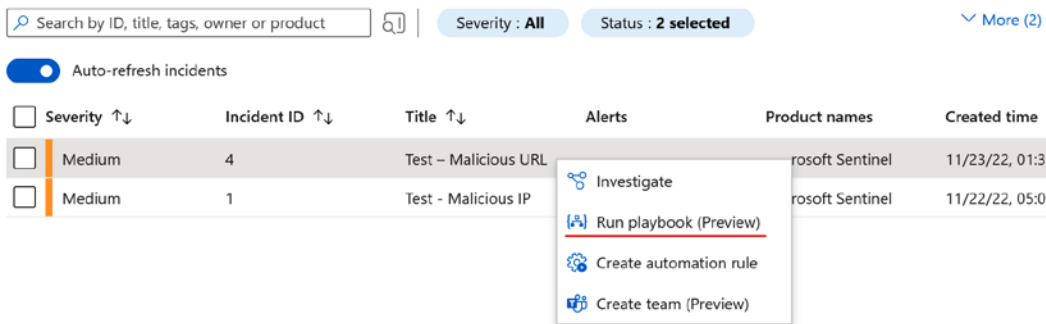 Search by ID, title, tags, owner or product
Severity : All
Status : 2 selected
More (2)
Auto-refresh incidents
Severity ↑↓ Incident ID ↑↓ Title ↑↓ Alerts Product names Created time
Medium 4 Test – Malicious URL rosoft Sentinel 11/23/22, 01:3
Medium 1 Test - Malicious IP rosoft Sentinel 11/22/22, 05:0
Investigate
Run playbook (Preview)
Create automation rule
Create team (Preview)